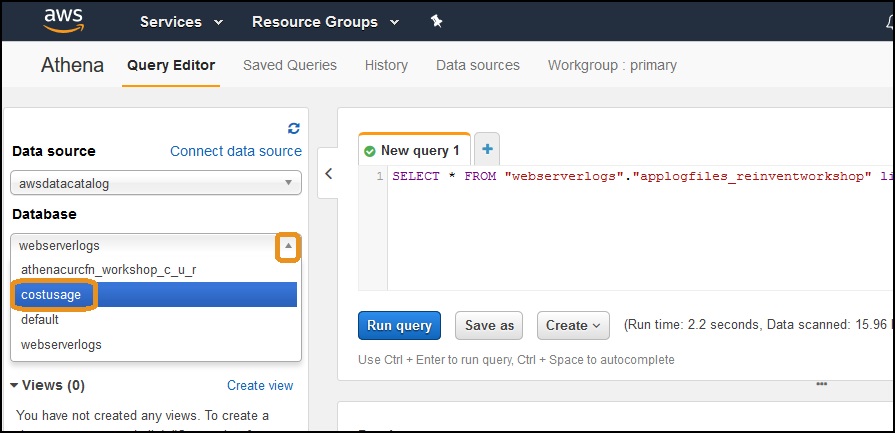 aws Services Resource Groups
Athena Query Editor Saved Queries History Data sources Workgroup : primary
Data source Connect data source
awsdatacatalog
Database
webserverlogs
athenacurcfn_workshop_c_u_r
costusage
default
webserverlogs
Views (0) Create view
You have not created any views. To create a
New query 1 +
1 SELECT * FROM "webserverlogs"."applogfiles_reinventworkshop" li
Run query Save as Create (Run time: 2.2 seconds, Data scanned: 15.96
Use Ctrl + Enter to run query, Ctrl + Space to autocomplete